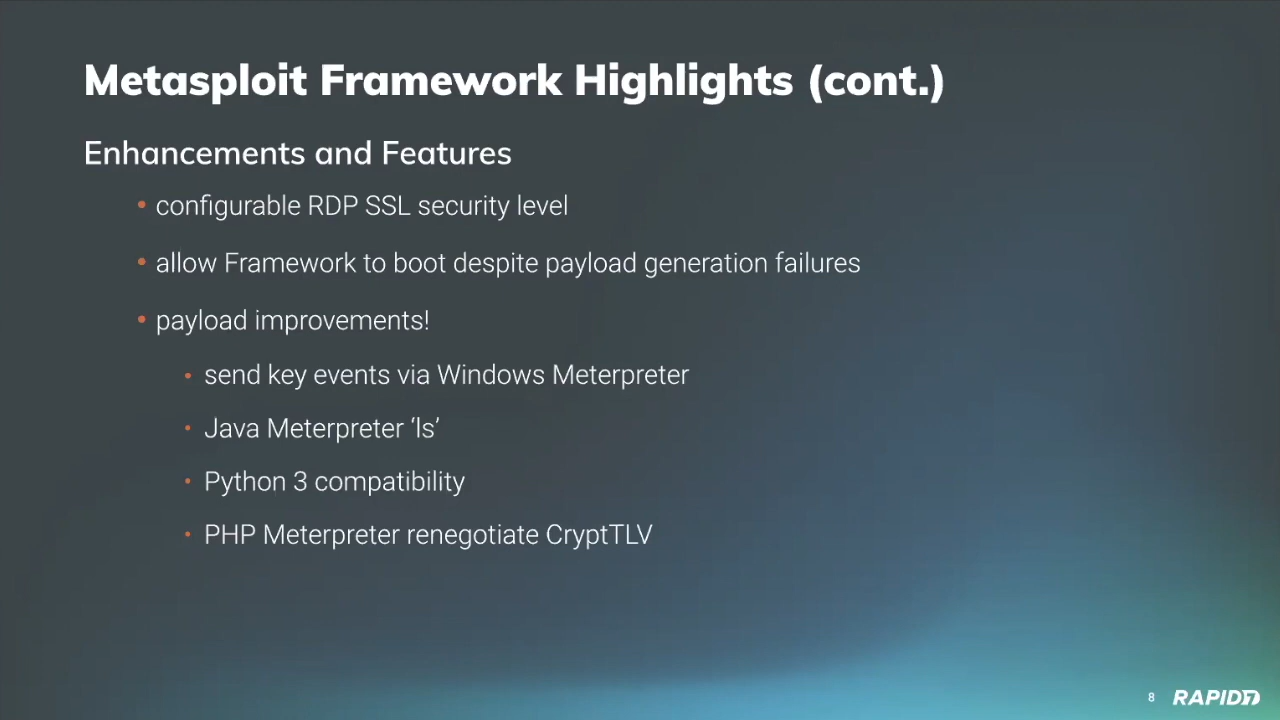 Metasploit Framework Highlights (cont.)
Enhancements and Features
• configurable RDP SSL security level
• allow Framework to boot despite payload generation failures
• payload improvements!
• send key events via Windows Meterpreter
• Java Meterpreter ‘ls’
• Python 3 compatibility
• PHP Meterpreter renegotiate CryptTLV
8 RAPID7